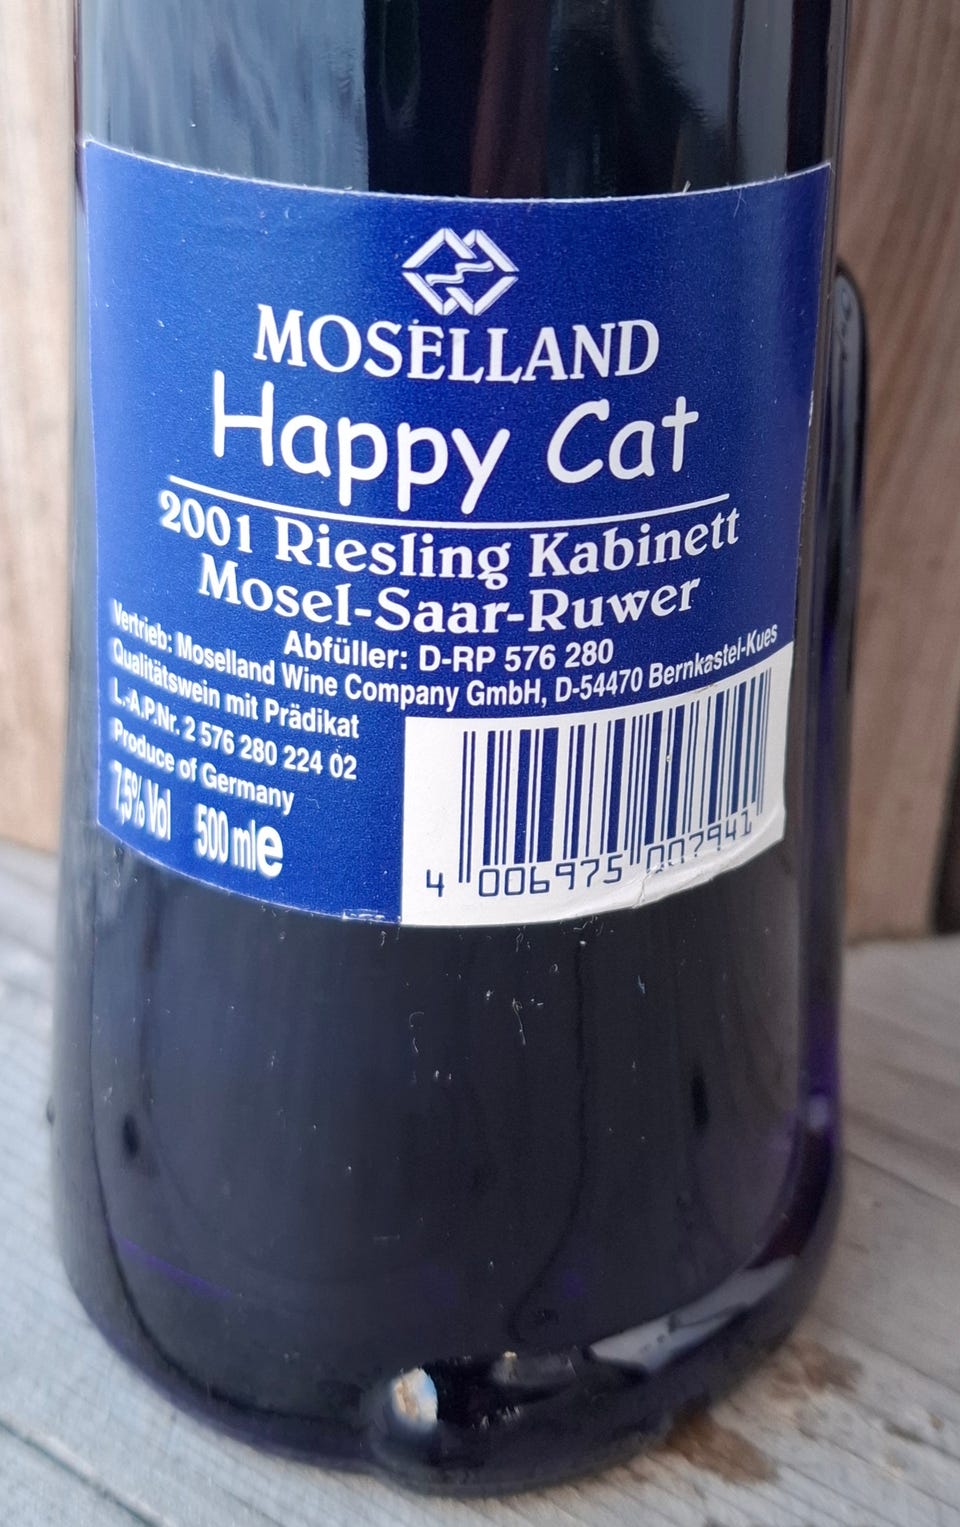 MOSELLAND
Happy Cat
2001 Riesling Kabinett
Mosel-Saar-Ruwer
Abfüller: D-RP 576 280
Vertrieb: Moselland Wine Company GmbH, D-54470 Bernkastel-Kues
Qualitätswein mit Prädikat
L.-A.P.Nr. 2 576 280 224 02
Produce of Germany
7,5% Vol 500 ml e
4 006975 007941